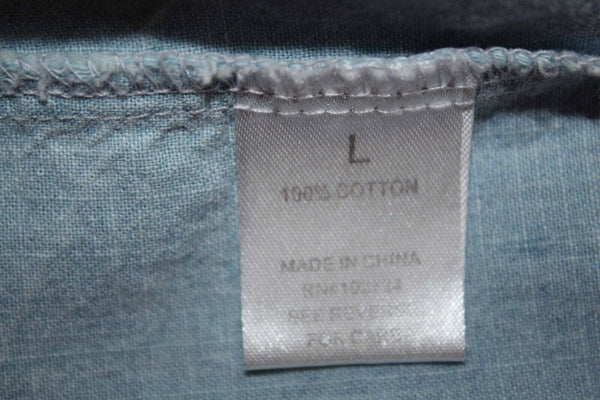 L
100% COTTON
MADE IN CHINA
SEE REVERSE
FOR CARE